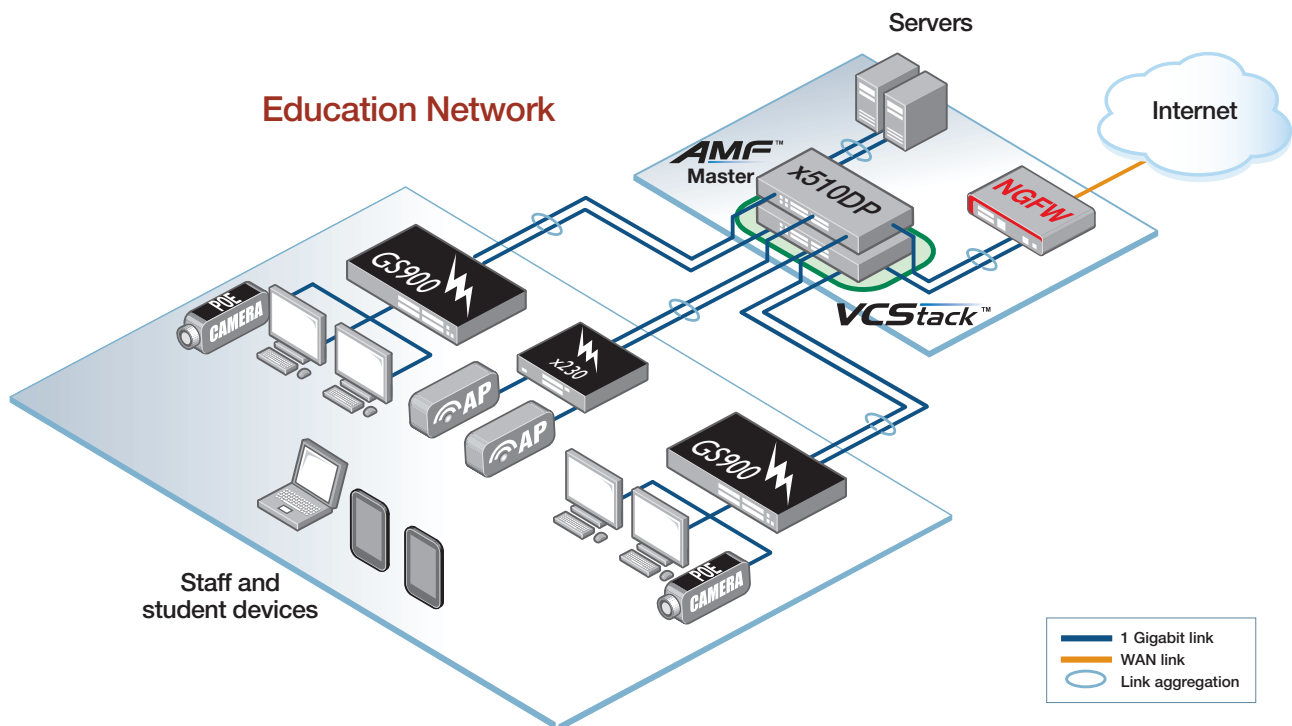 Servers
Education Network
Internet
AMF™
Master
x510DP
NGFW
GS900
VCStack™
POE
CAMERA
x230
AP
AP
GS900
POE
CAMERA
Staff and
student devices
1 Gigabit link
WAN link
Link aggregation